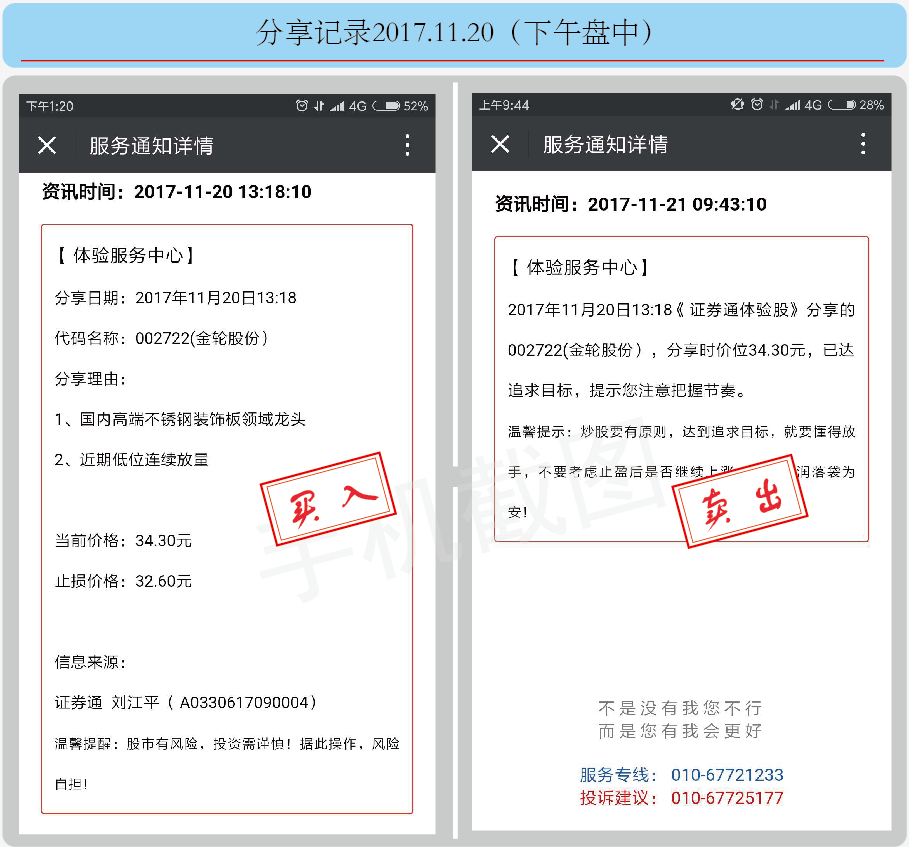 分享记录2017.11.20（下午盘中）
下午1:20
4G
52%
服务通知详情
资讯时间：2017-11-20 13:18:10
【 体验服务中心】
分享日期：2017年11月20日13:18
代码名称：002722(金轮股份）
分享理由：
1、国内高端不锈钢装饰板领域龙头
2、近期低位连续放量
买入
当前价格：34.30元
止损价格：32.60元
信息来源：
证券通 刘江平（ A0330617090004）
温馨提醒：股市有风险，投资需谨慎！据此操作，风险
自担！
上午9:44
4G
28%
服务通知详情
资讯时间：2017-11-21 09:43:10
【 体验服务中心】
2017年11月20日13:18《 证券通体验股》分享的
002722(金轮股份），分享时价位34.30元，已达
追求目标，提示您注意把握节奏。
温馨提示：炒股要有原则，达到追求目标，就要懂得放
手，不要考虑止盈后是否继续上涨 润落袋为
安！
卖出
不是没有我您不行
而是您有我会更好
服务专线： 010-67721233
投诉建议： 010-67725177
手机截图